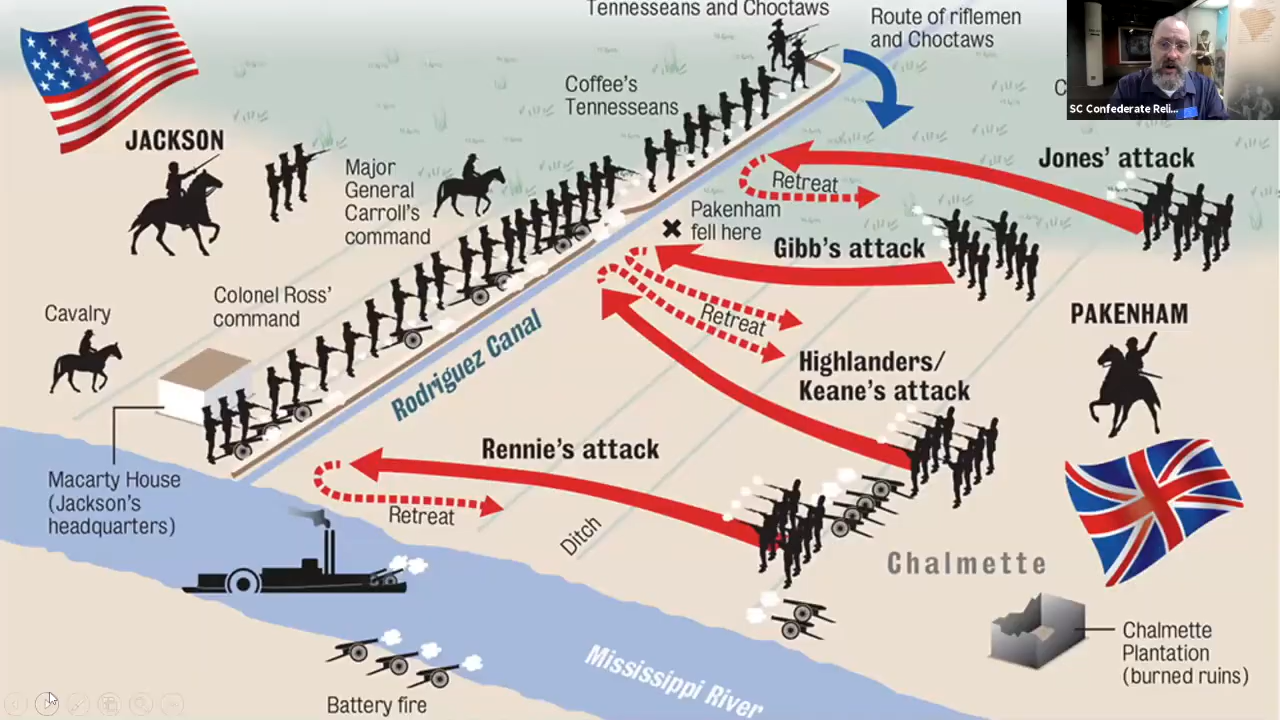 Tennesseans and Choctaws
Route of riflemen
and Choctaws
SC Confederate Reli...
Coffee's
Tennesseans
C
JACKSON
Major
General
Carroll's
command
Jones' attack
Retreat
Pakenham
fell here
Gibb's attack
Colonel Ross'
command
Cavalry
Retreat
PAKENHAM
Rodriguez Canal
Highlanders/
Keane's attack
Rennie's attack
Macarty House
(Jackson's
headquarters)
Retreat
Ditch
Chalmette
Chalmette
Plantation
(burned ruins)
Mississippi River
Battery fire